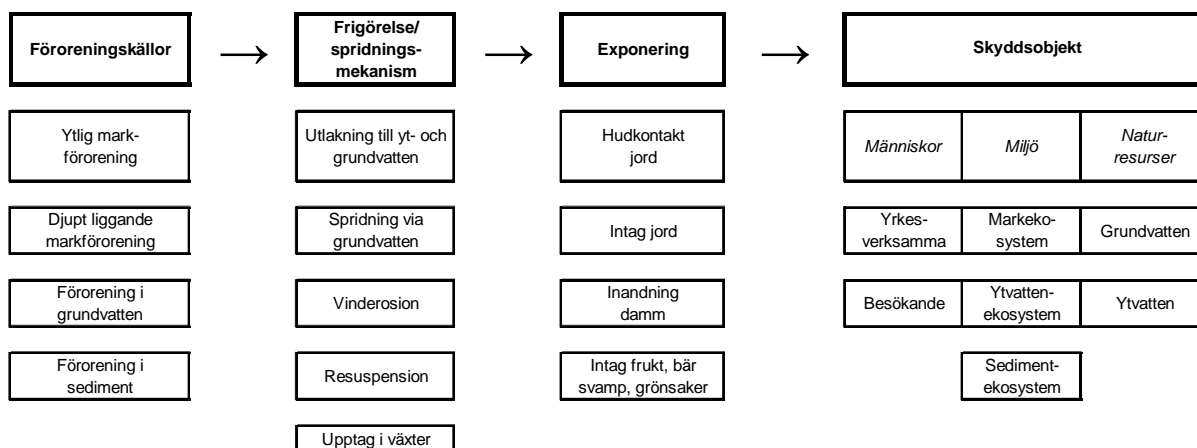 Föroreningskällor
Frigörelse/
spridnings-
mekanism
Exponering
Skyddsobjekt
Ytlig mark-
förorening
Utlakning till yt- och
grundvatten
Hudkontakt
jord
Människor
Miljö
Natur-
resurser
Djupt liggande
markförorening
Spridning via
grundvatten
Intag jord
Yrkes-
verksamma
Markeko-
system
Grundvatten
Förorening i
grundvatten
Vinderosion
Inandning
damm
Besökande
Ytvatten-
ekosystem
Ytvatten
Förorening i
sediment
Resuspension
Intag frukt, bär
svamp, grönsaker
Sediment-
ekosystem
Upptag i växter